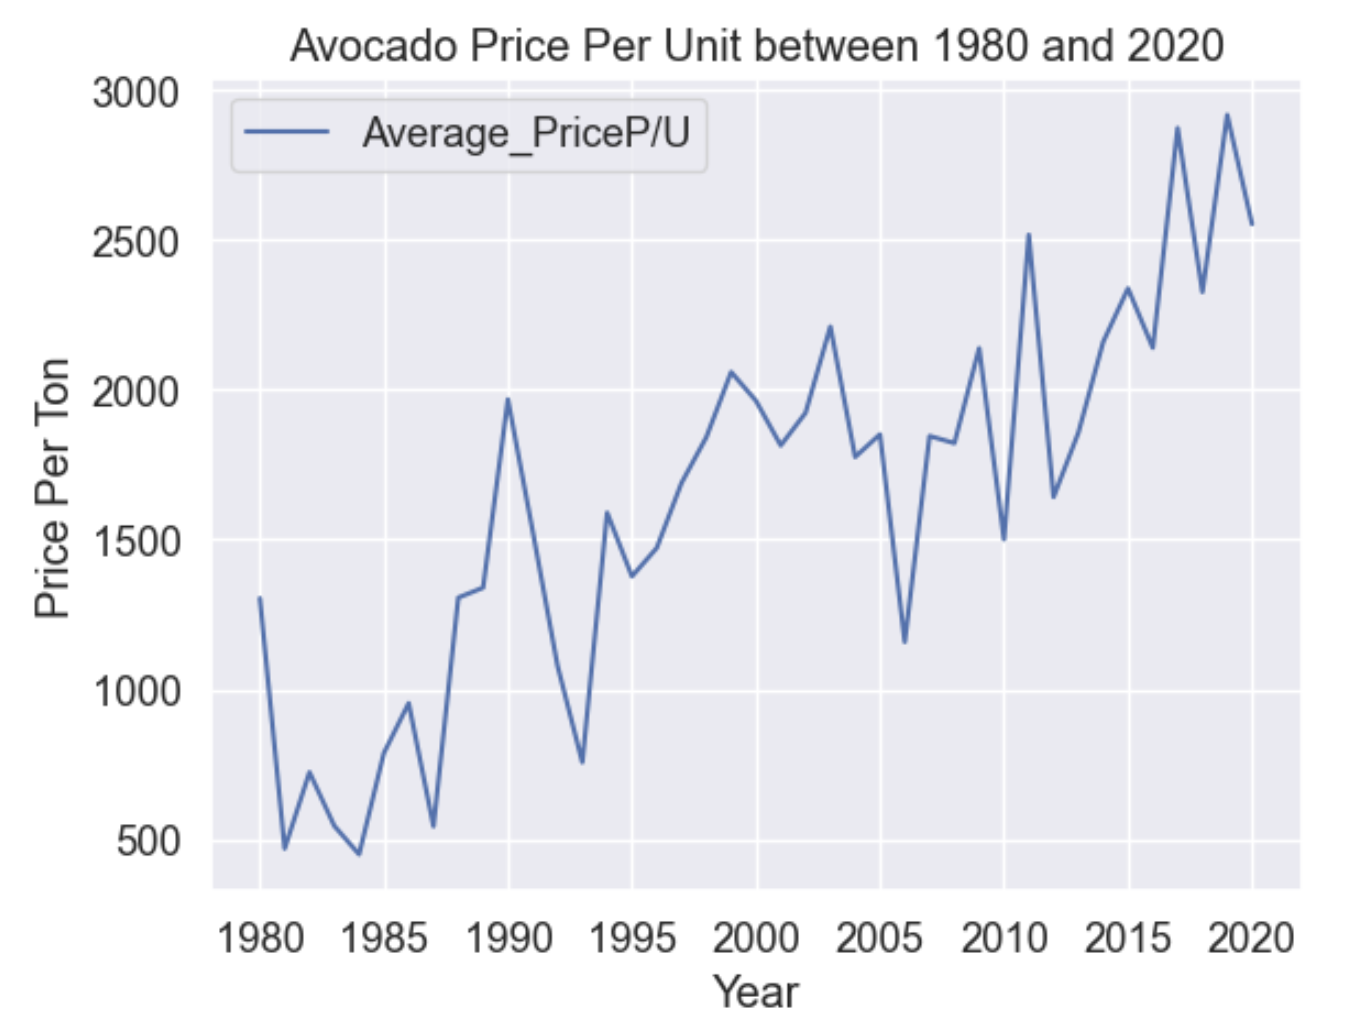 Avocado Price Per Unit between 1980 and 2020
Average_PriceP/U
3000
2500
2000
1500
1000
500
Price Per Ton
1980 1985 1990 1995 2000 2005 2010 2015 2020
Year